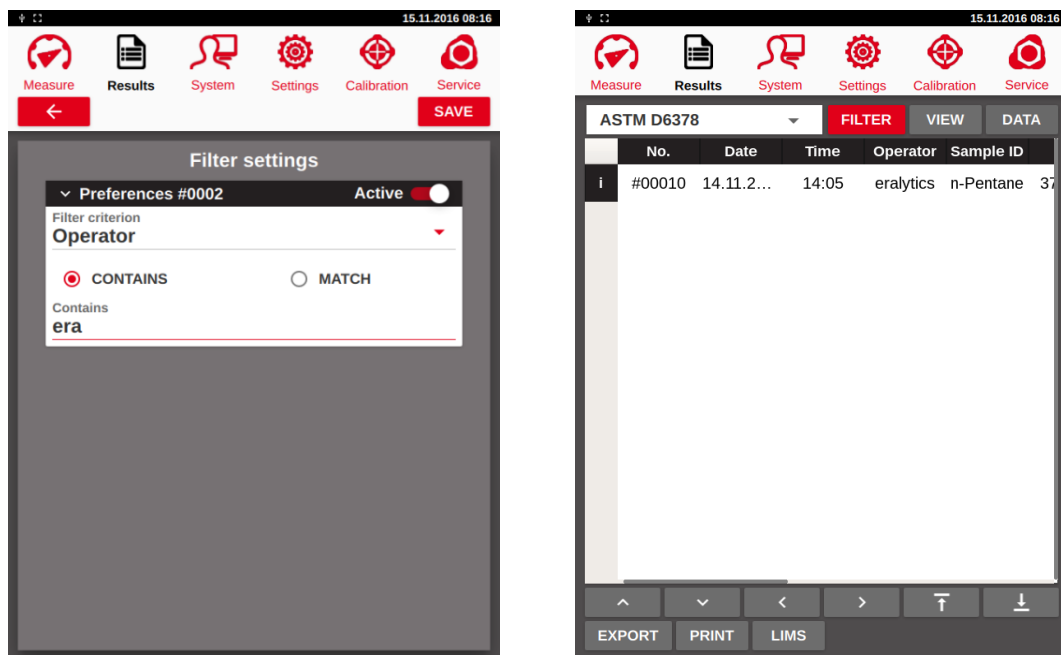 15.11.2016 08:16
Measure Results System Settings Calibration Service
SAVE
Filter settings
Preferences #0002 Active
Filter criterion
Operator
CONTAINS MATCH
Contains
era
15.11.2016 08:16
Measure Results System Settings Calibration Service
ASTM D6378 FILTER VIEW DATA
No. Date Time Operator Sample ID
i #00010 14.11.2... 14:05 eralytics n-Pentane 37
EXPORT PRINT LIMS